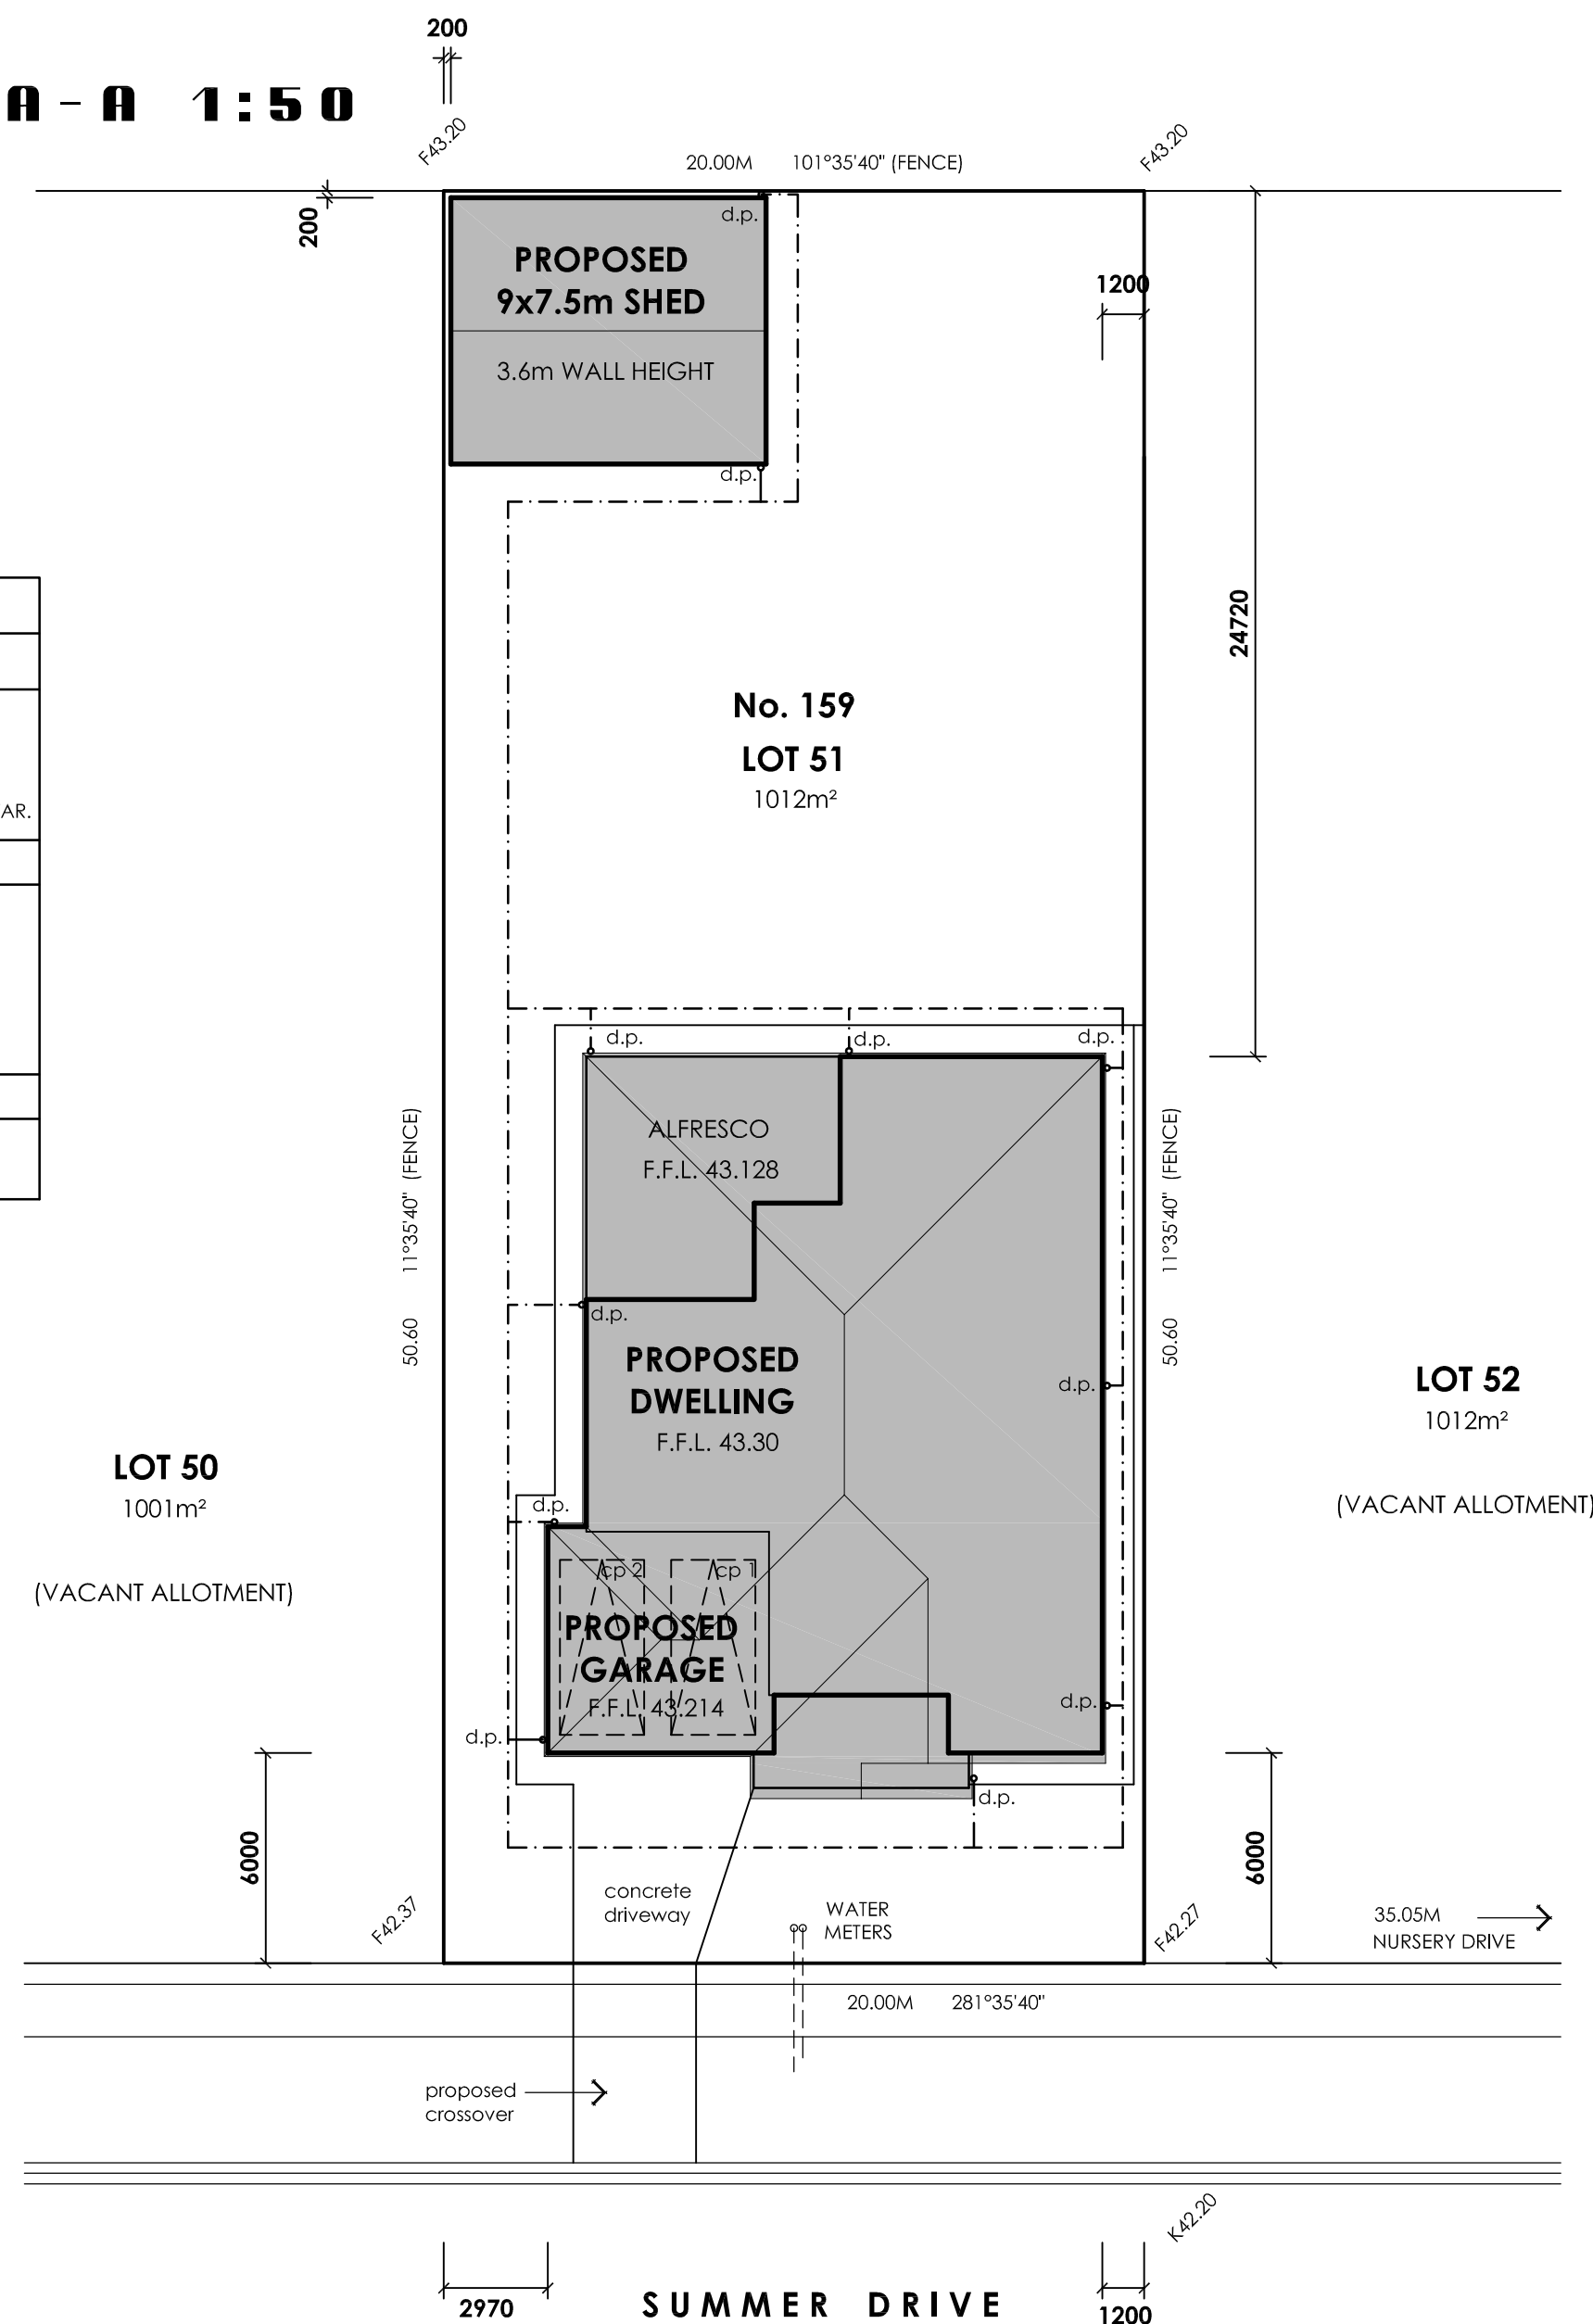 200
A - A 1:50
F43.20
F43.20
20.00M 101°35'40" (FENCE)
200
d.p.
PROPOSED
9x7.5m SHED
3.6m WALL HEIGHT
d.p.
1200
24720
No. 159
LOT 51
1012m²
AR.
d.p.
d.p.
d.p.
ALFRESCO
F.F.L. 43.128
50.60 11°35'40" (FENCE)
50.60 11°35'40" (FENCE)
d.p.
PROPOSED
DWELLING
F.F.L. 43.30
d.p.
LOT 52
1012m²
(VACANT ALLOTMENT)
LOT 50
1001m²
(VACANT ALLOTMENT)
d.p.
cp 2
cp 1
PROPOSED
GARAGE
F.F.L. 43.214
d.p.
d.p.
d.p.
6000
6000
concrete
driveway
WATER
METERS
F42.37
F42.27
35.05M
NURSERY DRIVE
20.00M 281°35'40"
proposed
crossover
K42.20
2970
SUMMER DRIVE
1200